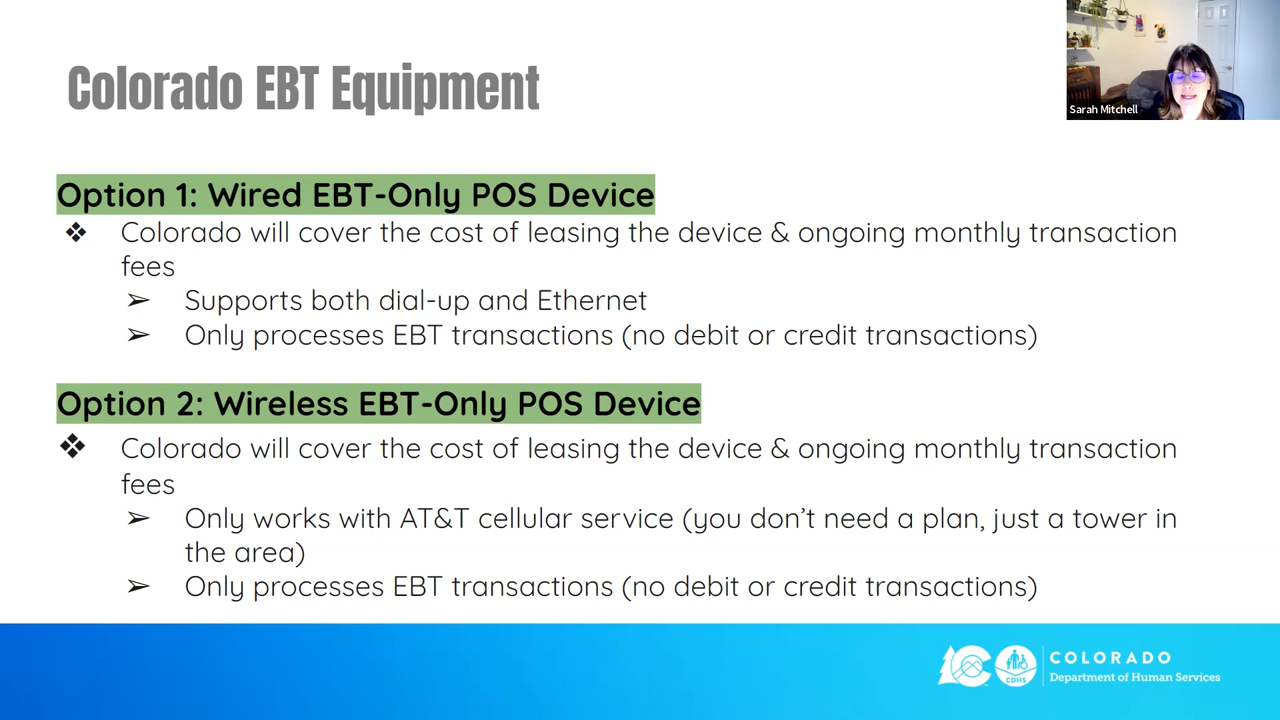 Colorado EBT Equipment
Sarah Mitchell
Option 1: Wired EBT-Only POS Device
❖ Colorado will cover the cost of leasing the device & ongoing monthly transaction
fees
➢ Supports both dial-up and Ethernet
➢ Only processes EBT transactions (no debit or credit transactions)
Option 2: Wireless EBT-Only POS Device
❖ Colorado will cover the cost of leasing the device & ongoing monthly transaction
fees
➢ Only works with AT&T cellular service (you don’t need a plan, just a tower in
the area)
➢ Only processes EBT transactions (no debit or credit transactions)
CDHS
COLORADO
Department of Human Services